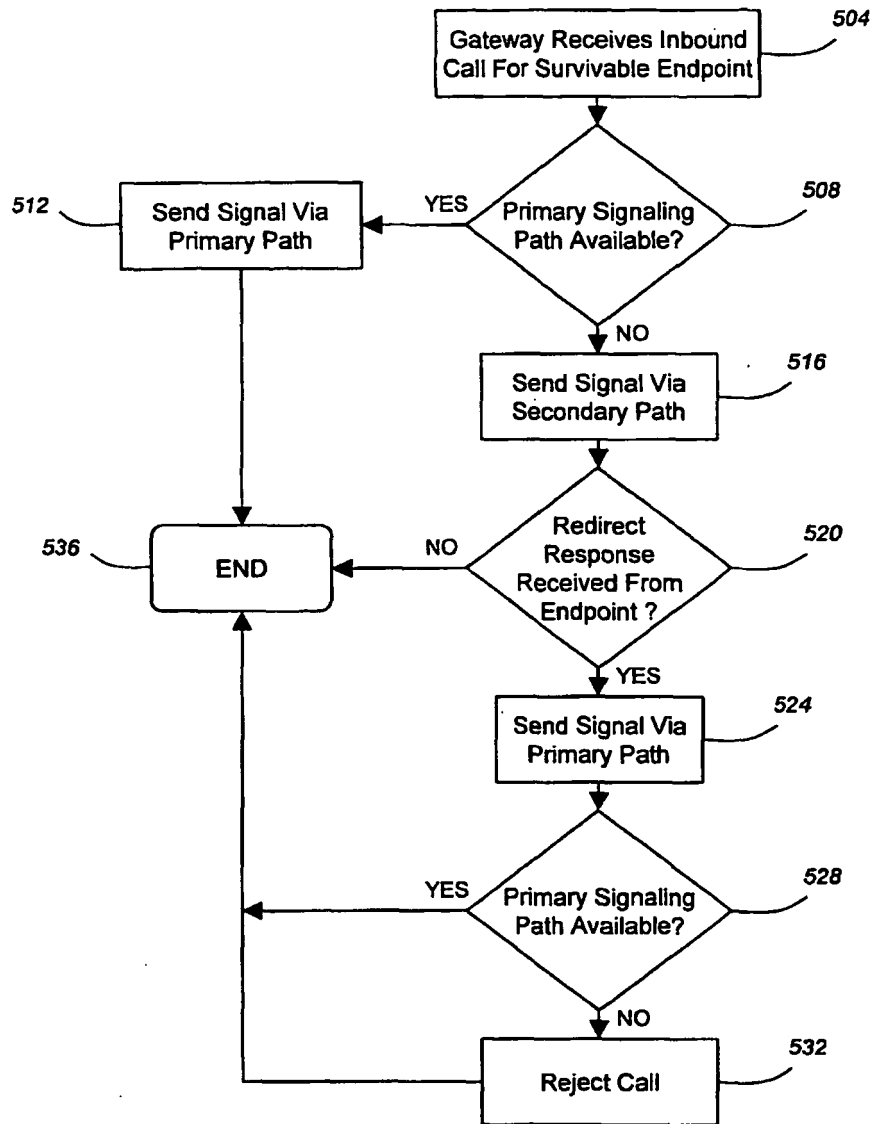 504
Gateway Receives Inbound
Call For Survivable Endpoint
512
Send Signal Via
Primary Path
YES
Primary Signaling
Path Available?
508
NO
516
Send Signal Via
Secondary Path
536
END
NO
Redirect
Response
Received From
Endpoint ?
520
YES
524
Send Signal Via
Primary Path
YES
Primary Signaling
Path Available?
528
NO
Reject Call
532